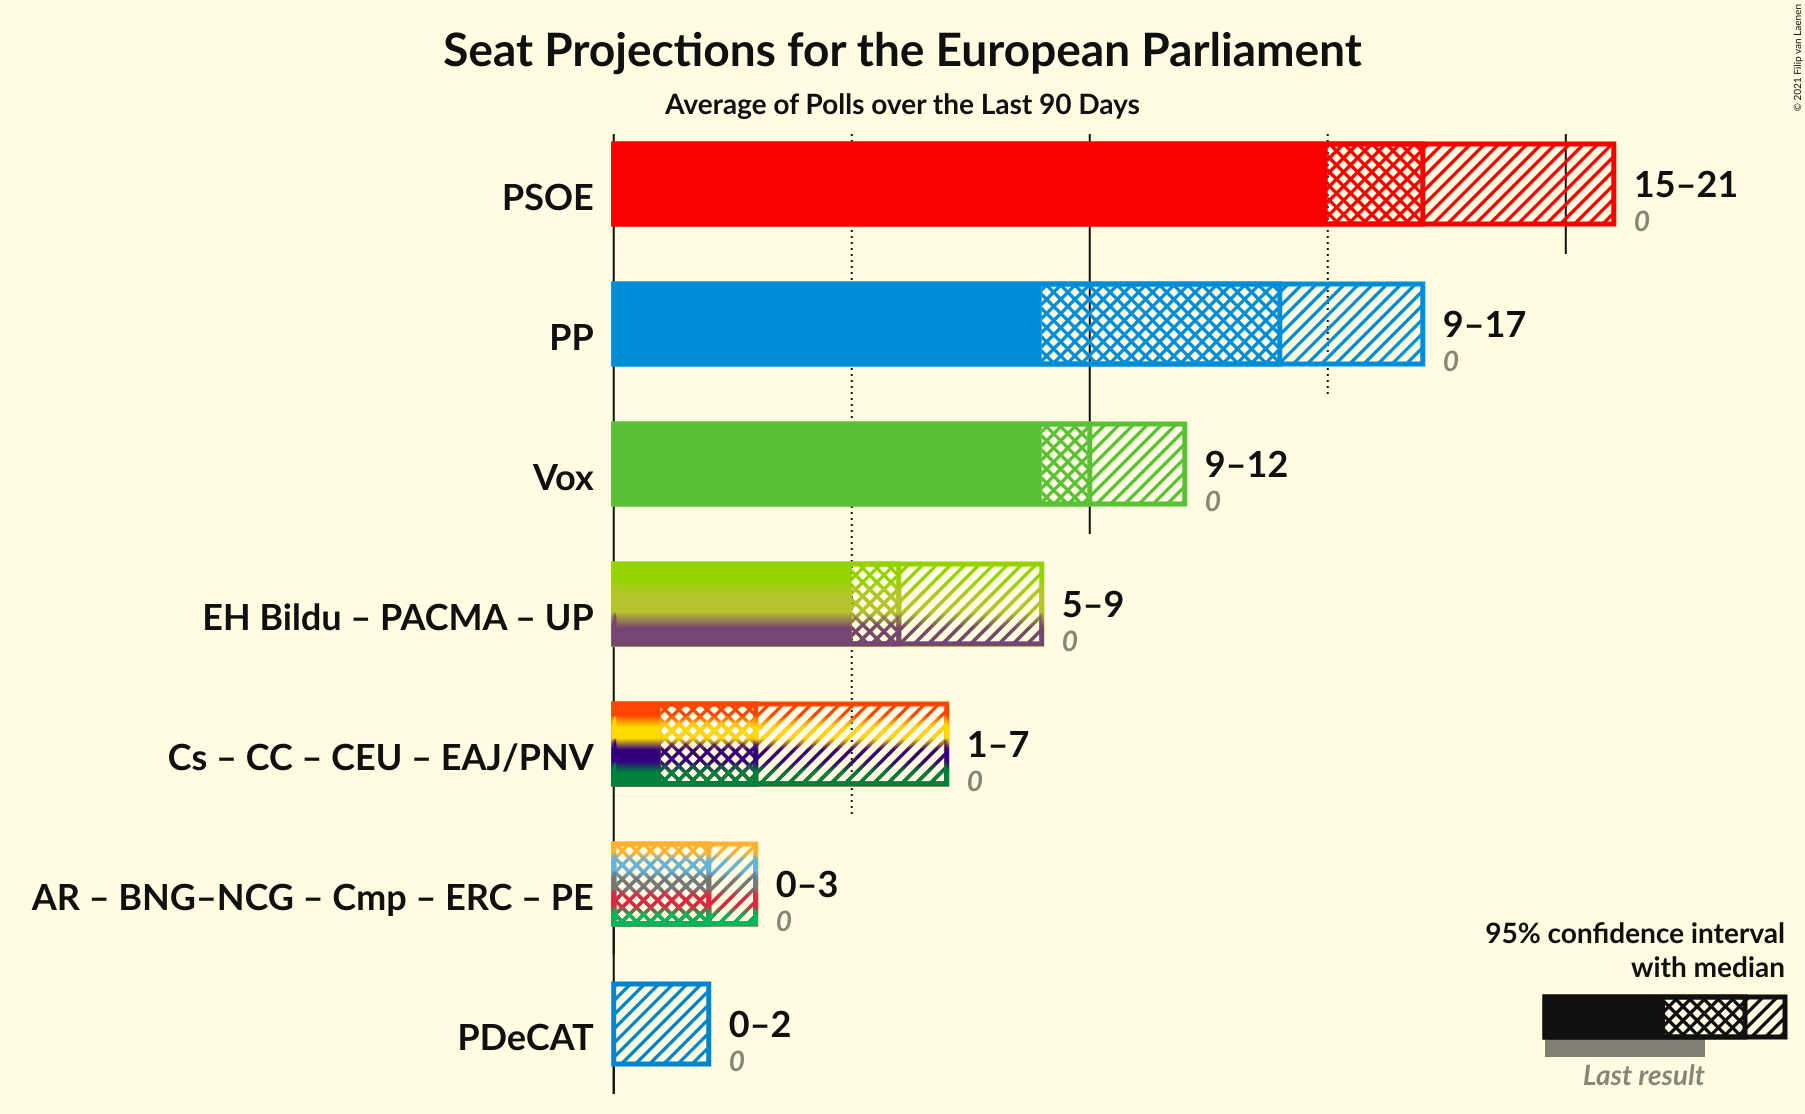 Seat Projections for the European Parliament
Average of Polls over the Last 90 Days
© 2021 Filip van Laenen
PSOE
15–21
0
PP
9–17
0
Vox
9–12
0
EH Bildu – PACMA – UP
5–9
0
Cs – CC – CEU – EAJ/PNV
1–7
0
AR – BNG–NCG – Cmp – ERC – PE
0–3
0
PDeCAT
0–2
0
95% confidence interval
with median
Last result